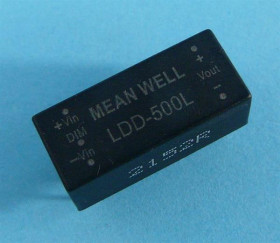 MEAN WELL
LDD-500L
+Vin
DIM
−Vin
+
Vout
−